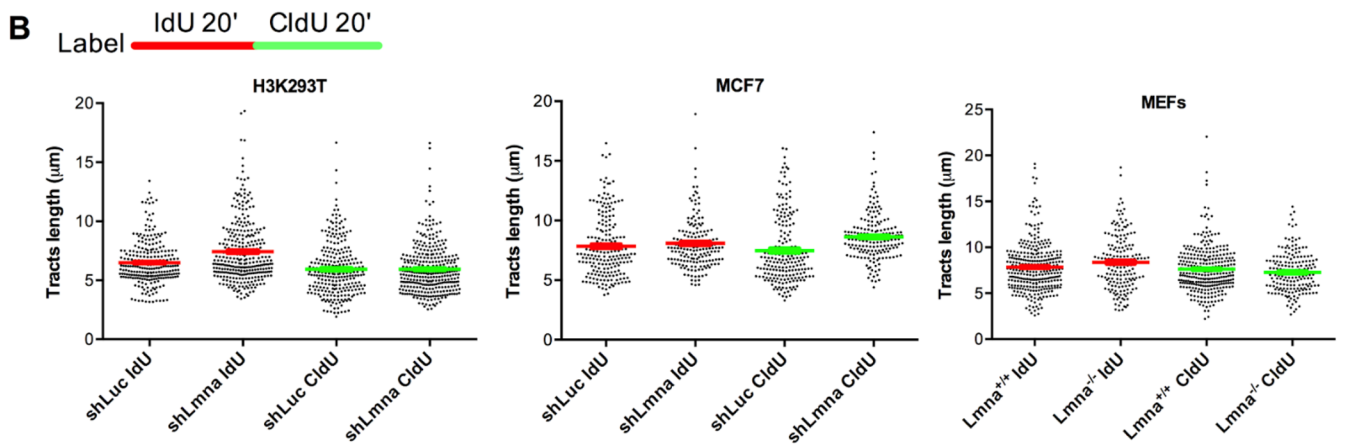 B
IdU 20' CldU 20'
Label
H3K293T
20
15
10
5
0
Tracts length (μm)
shLuc IdU
shLmna IdU
shLuc CldU
shLmna CldU
MCF7
20
15
10
5
0
Tracts length (μm)
shLuc IdU
shLmna IdU
shLuc CldU
shLmna CldU
MEFs
25
20
15
10
5
0
Tracts length (μm)
Lmna+/+ IdU
Lmna-/- IdU
Lmna+/+ CldU
Lmna-/- CldU